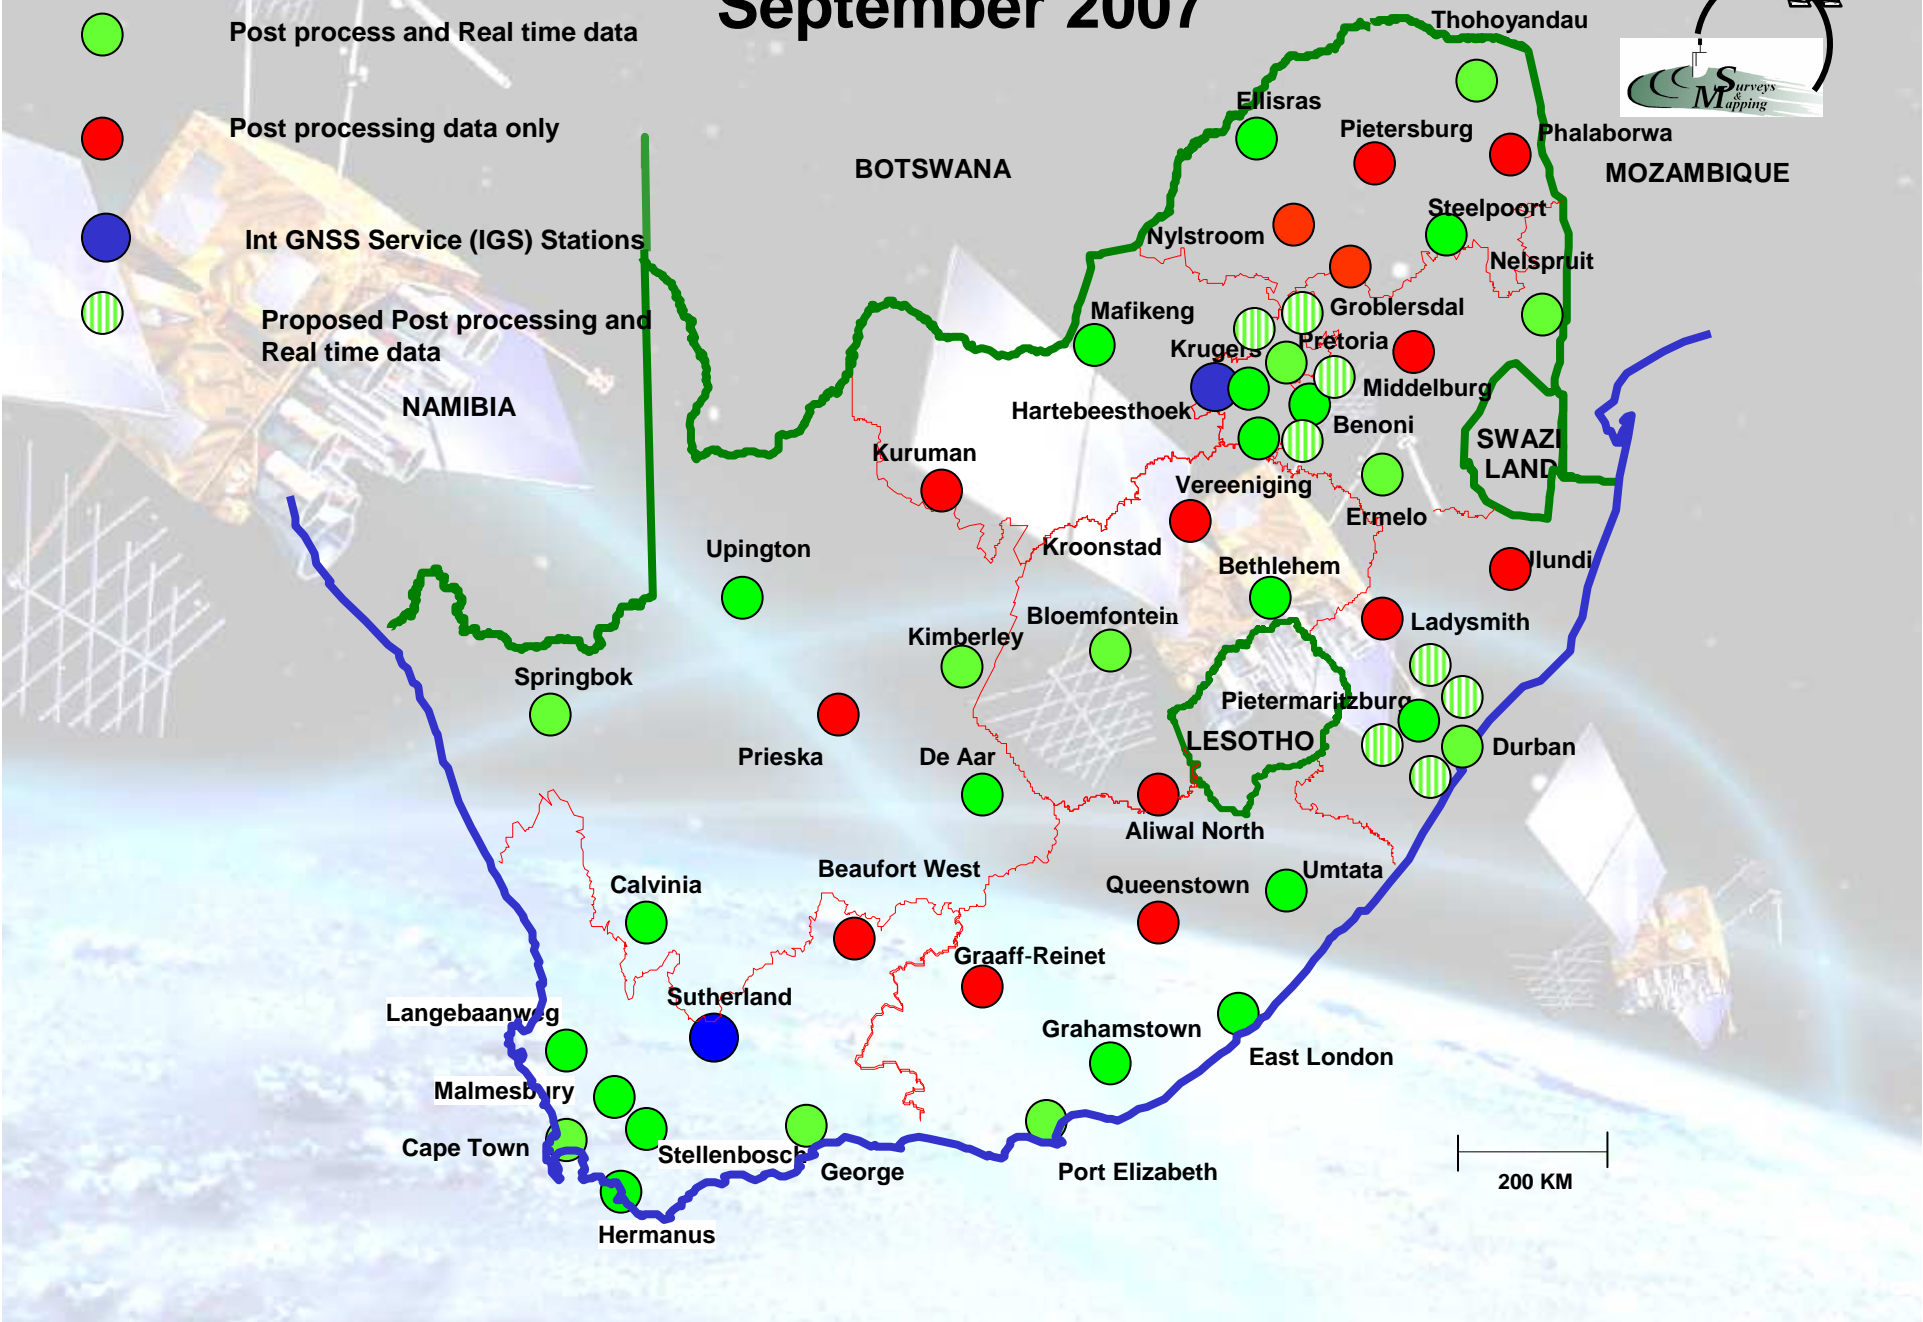 September 2007
Post process and Real time data
Post processing data only
Int GNSS Service (IGS) Stations
Proposed Post processing and
Real time data
Surveys
&
Mapping
Thohoyandau
Ellisras
Pietersburg
Phalaborwa
BOTSWANA
MOZAMBIQUE
Steelpoort
Nylstroom
Nelspruit
Mafikeng
Groblersdal
Krugers
Pretoria
Middelburg
NAMIBIA
Hartebeesthoek
Benoni
SWAZI
LAND
Kuruman
Vereeniging
Ermelo
Upington
Kroonstad
Bethlehem
Jlundi
Bloemfontein
Ladysmith
Kimberley
Springbok
Pietermaritzburg
LESOTHO
Durban
Prieska
De Aar
Aliwal North
Beaufort West
Calvinia
Queenstown
Umtata
Graaff-Reinet
Sutherland
Langebaanweg
Grahamstown
East London
Malmesbury
Cape Town
Stellenbosch
George
Port Elizabeth
200 KM
Hermanus